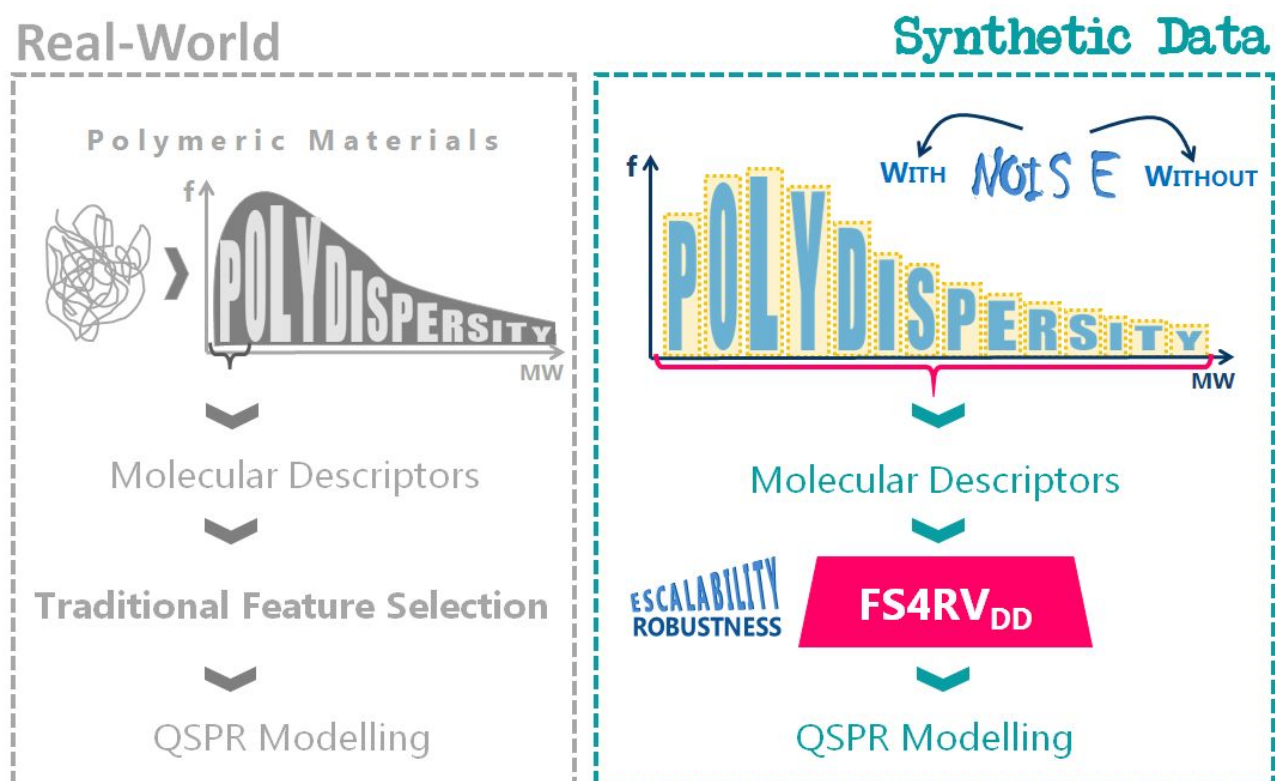 Real-World
Polymeric Materials
f
POLYDISPERSITY
MW
Molecular Descriptors
Traditional Feature Selection
QSPR Modelling
Synthetic Data
WITH NOISE WITHOUT
f
POLYDISPERSITY
MW
Molecular Descriptors
ESCALABILITY
ROBUSTNESS
FS4RVDD
QSPR Modelling